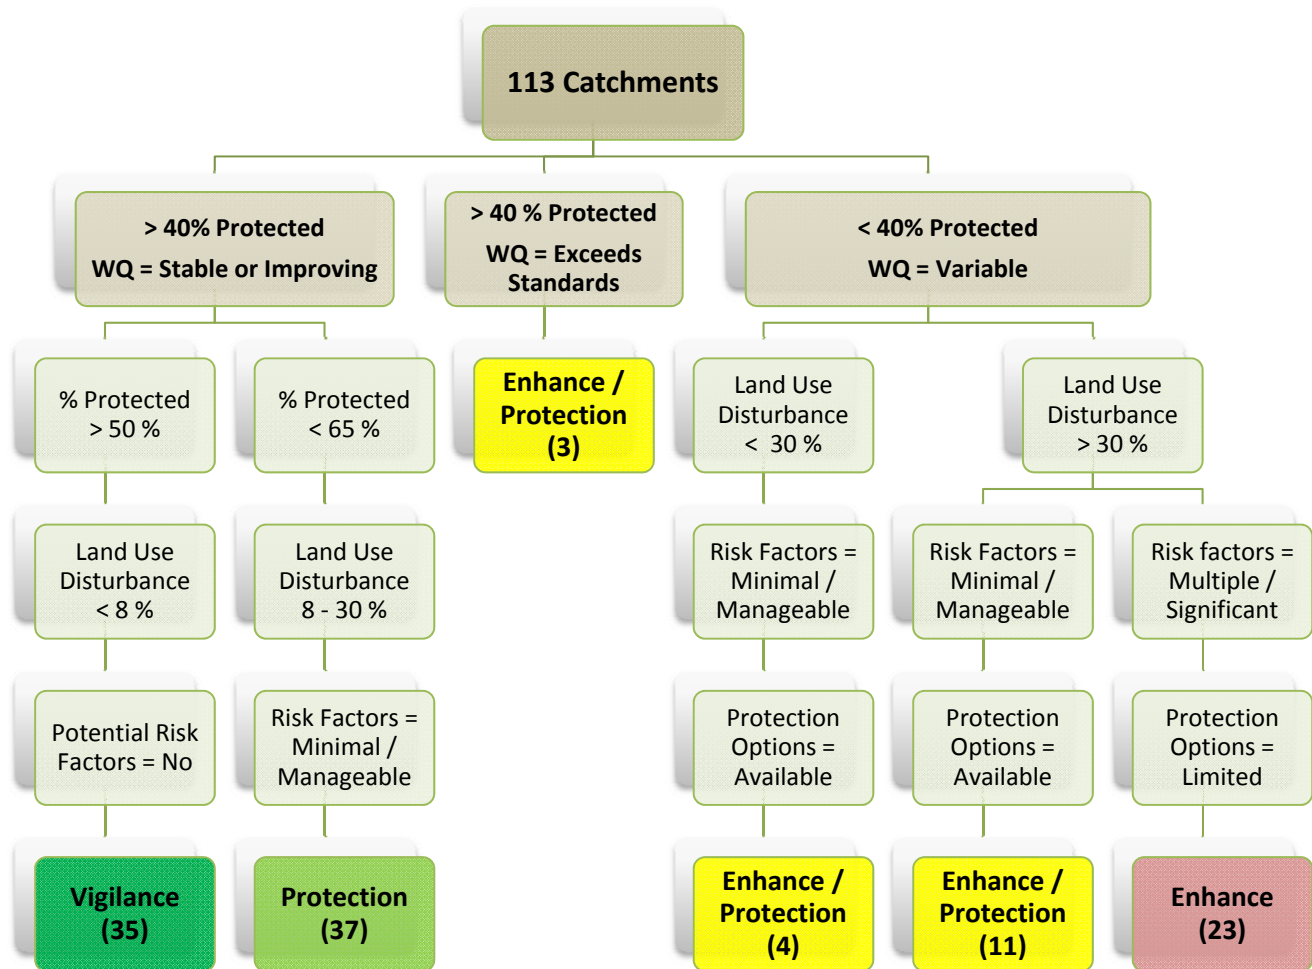 113 Catchments
> 40% Protected
WQ = Stable or Improving
> 40 % Protected
WQ = Exceeds
Standards
< 40% Protected
WQ = Variable
% Protected
> 50 %
% Protected
< 65 %
Enhance /
Protection
(3)
Land Use
Disturbance
< 30 %
Land Use
Disturbance
> 30 %
Land Use
Disturbance
< 8 %
Land Use
Disturbance
8 - 30 %
Risk Factors =
Minimal /
Manageable
Risk Factors =
Minimal /
Manageable
Risk factors =
Multiple /
Significant
Potential Risk
Factors = No
Risk Factors =
Minimal /
Manageable
Protection
Options =
Available
Protection
Options =
Available
Protection
Options =
Limited
Vigilance
(35)
Protection
(37)
Enhance /
Protection
(4)
Enhance /
Protection
(11)
Enhance
(23)